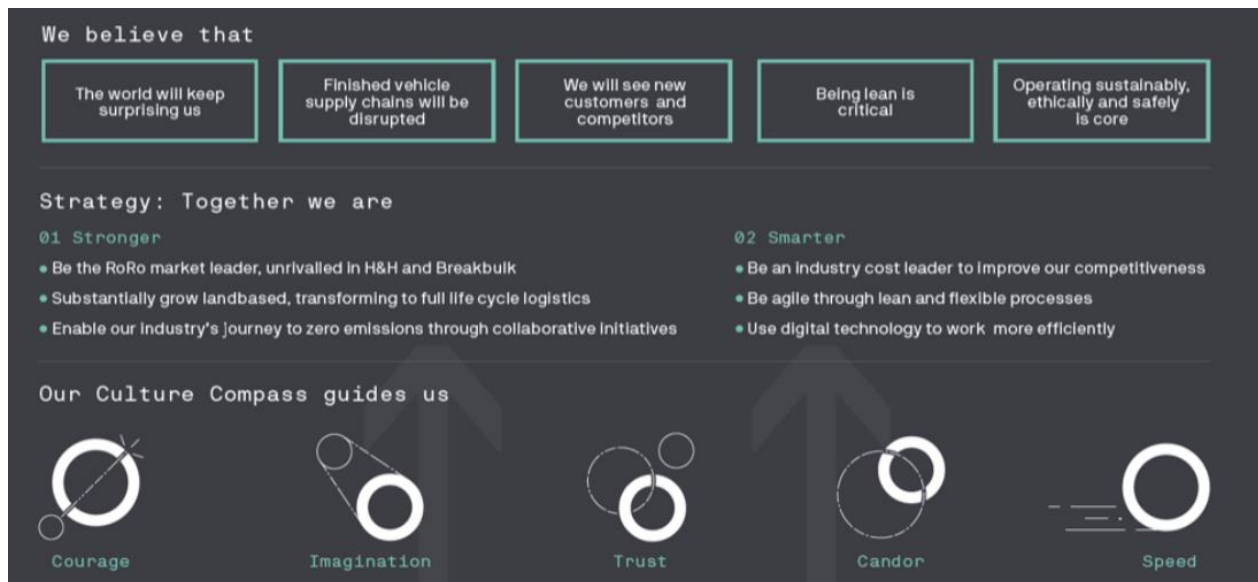 We believe that
The world will keep
surprising us
Finished vehicle
supply chains will be
disrupted
We will see new
customers and
competitors
Being lean is
critical
Operating sustainably,
ethically and safely
is core
Strategy: Together we are
01 Stronger
• Be the RoRo market leader, unrivalled in H&H and Breakbulk
• Substantially grow landbased, transforming to full life cycle logistics
• Enable our industry's journey to zero emissions through collaborative initiatives
02 Smarter
• Be an industry cost leader to improve our competitiveness
• Be agile through lean and flexible processes
• Use digital technology to work more efficiently
Our Culture Compass guides us
Courage
Imagination
Trust
Candor
Speed